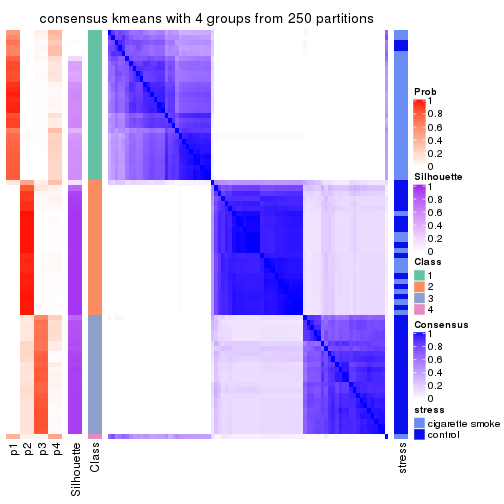 consensus kmeans with 4 groups from 250 partitions
Prob
1
0.8
0.6
0.4
0.2
0
Silhouette
1
0.8
0.6
0.4
0.2
0
Class
1
2
3
4
Consensus
1
0.8
0.6
0.4
0.2
0
stress
cigarette smoke
control
p1
p2
p3
p4
Silhouette
Class
stress